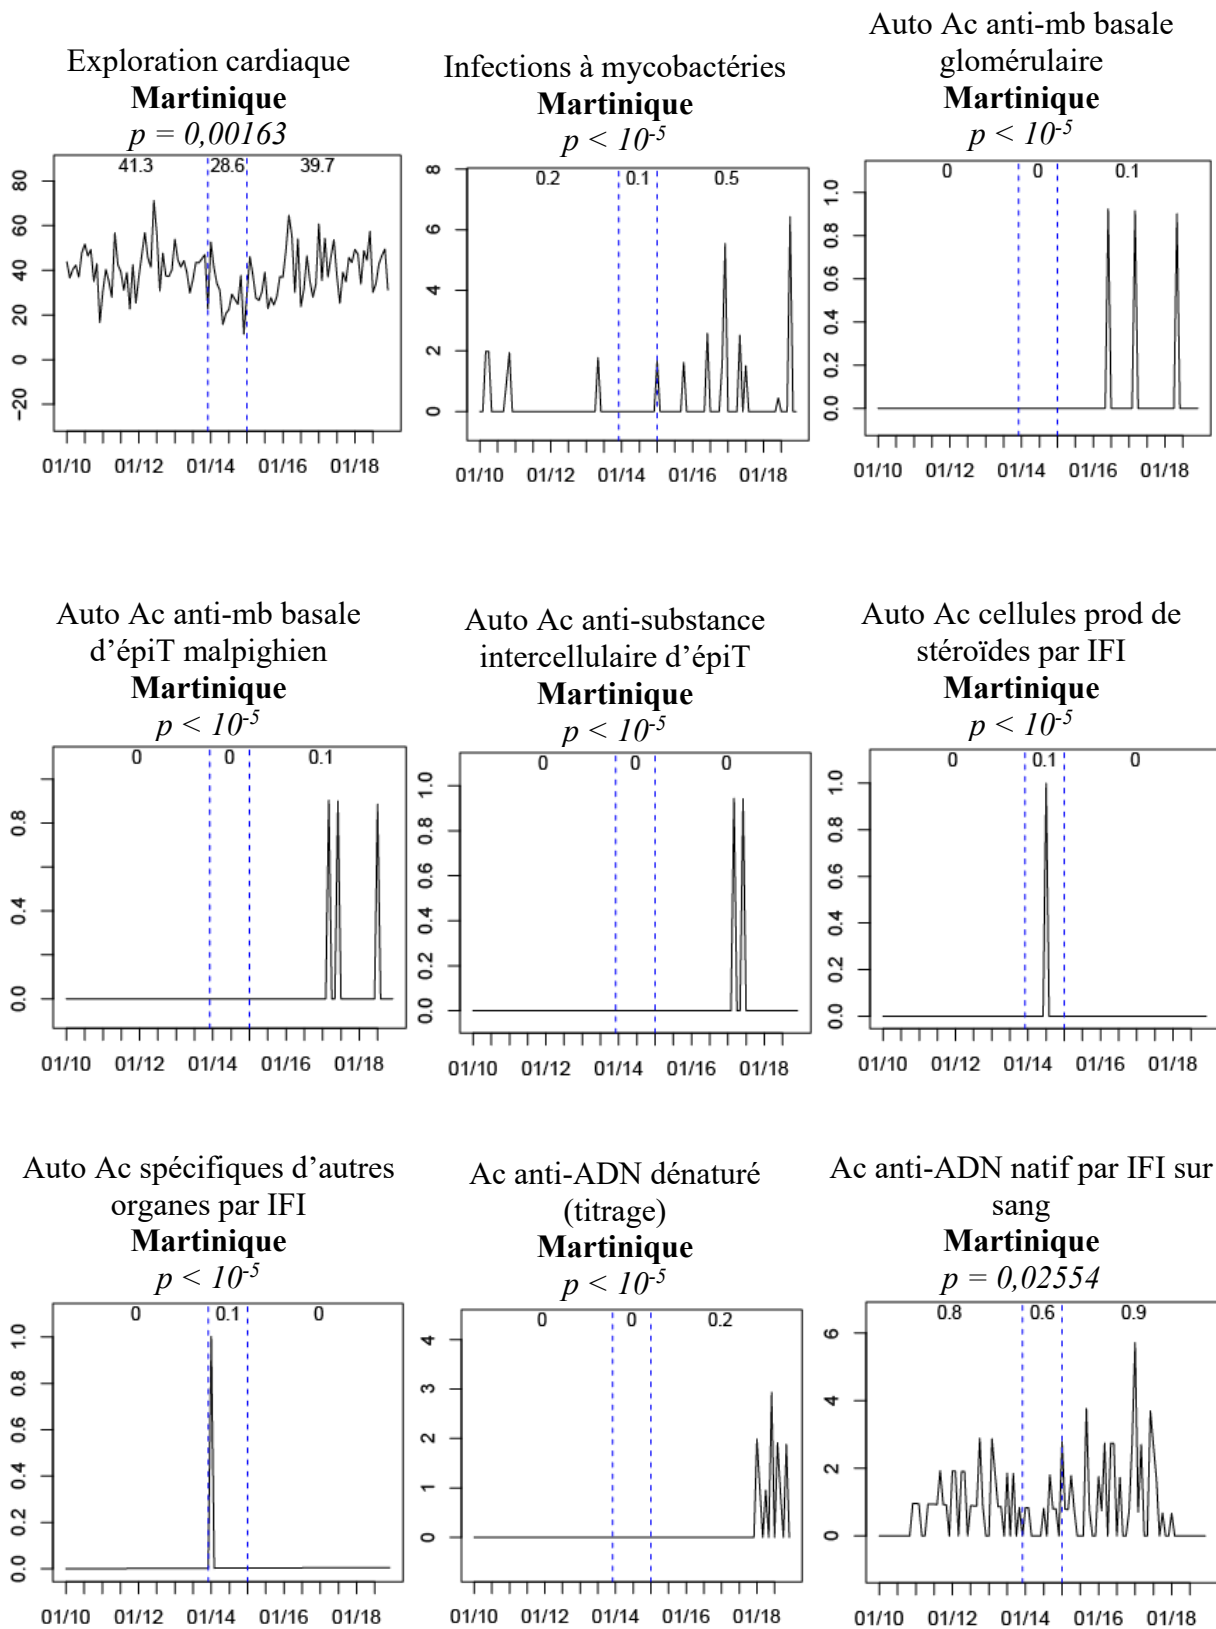 Exploration cardiaque
Martinique
p = 0,00163
41.3 28.6 39.7
80
60
40
20
0
−20
01/10 01/12 01/14 01/16 01/18
Infections à mycobactéries
Martinique
p < 10-5
0.2 0.1 0.5
8
6
4
2
0
01/10 01/12 01/14 01/16 01/18
Auto Ac anti-mb basale
glomérulaire
Martinique
p < 10-5
0 0 0.1
1.0
0.8
0.6
0.4
0.2
0.0
01/10 01/12 01/14 01/16 01/18
Auto Ac anti-mb basale
d’épiT malpighien
Martinique
p < 10-5
0 0 0.1
0.8
0.4
0.0
01/10 01/12 01/14 01/16 01/18
Auto Ac anti-substance
intercellulaire d’épiT
Martinique
p < 10-5
0 0 0
1.0
0.8
0.6
0.4
0.2
0.0
01/10 01/12 01/14 01/16 01/18
Auto Ac cellules prod de
stéroïdes par IFI
Martinique
p < 10-5
0 0.1 0
1.0
0.8
0.6
0.4
0.2
0.0
01/10 01/12 01/14 01/16 01/18
Auto Ac spécifiques d’autres
organes par IFI
Martinique
p < 10-5
0 0.1 0
1.0
0.8
0.6
0.4
0.2
0.0
01/10 01/12 01/14 01/16 01/18
Ac anti-ADN dénaturé
(titrage)
Martinique
p < 10-5
0 0 0.2
4
3
2
1
0
01/10 01/12 01/14 01/16 01/18
Ac anti-ADN natif par IFI sur
sang
Martinique
p = 0,02554
0.8 0.6 0.9
6
4
2
0
01/10 01/12 01/14 01/16 01/18